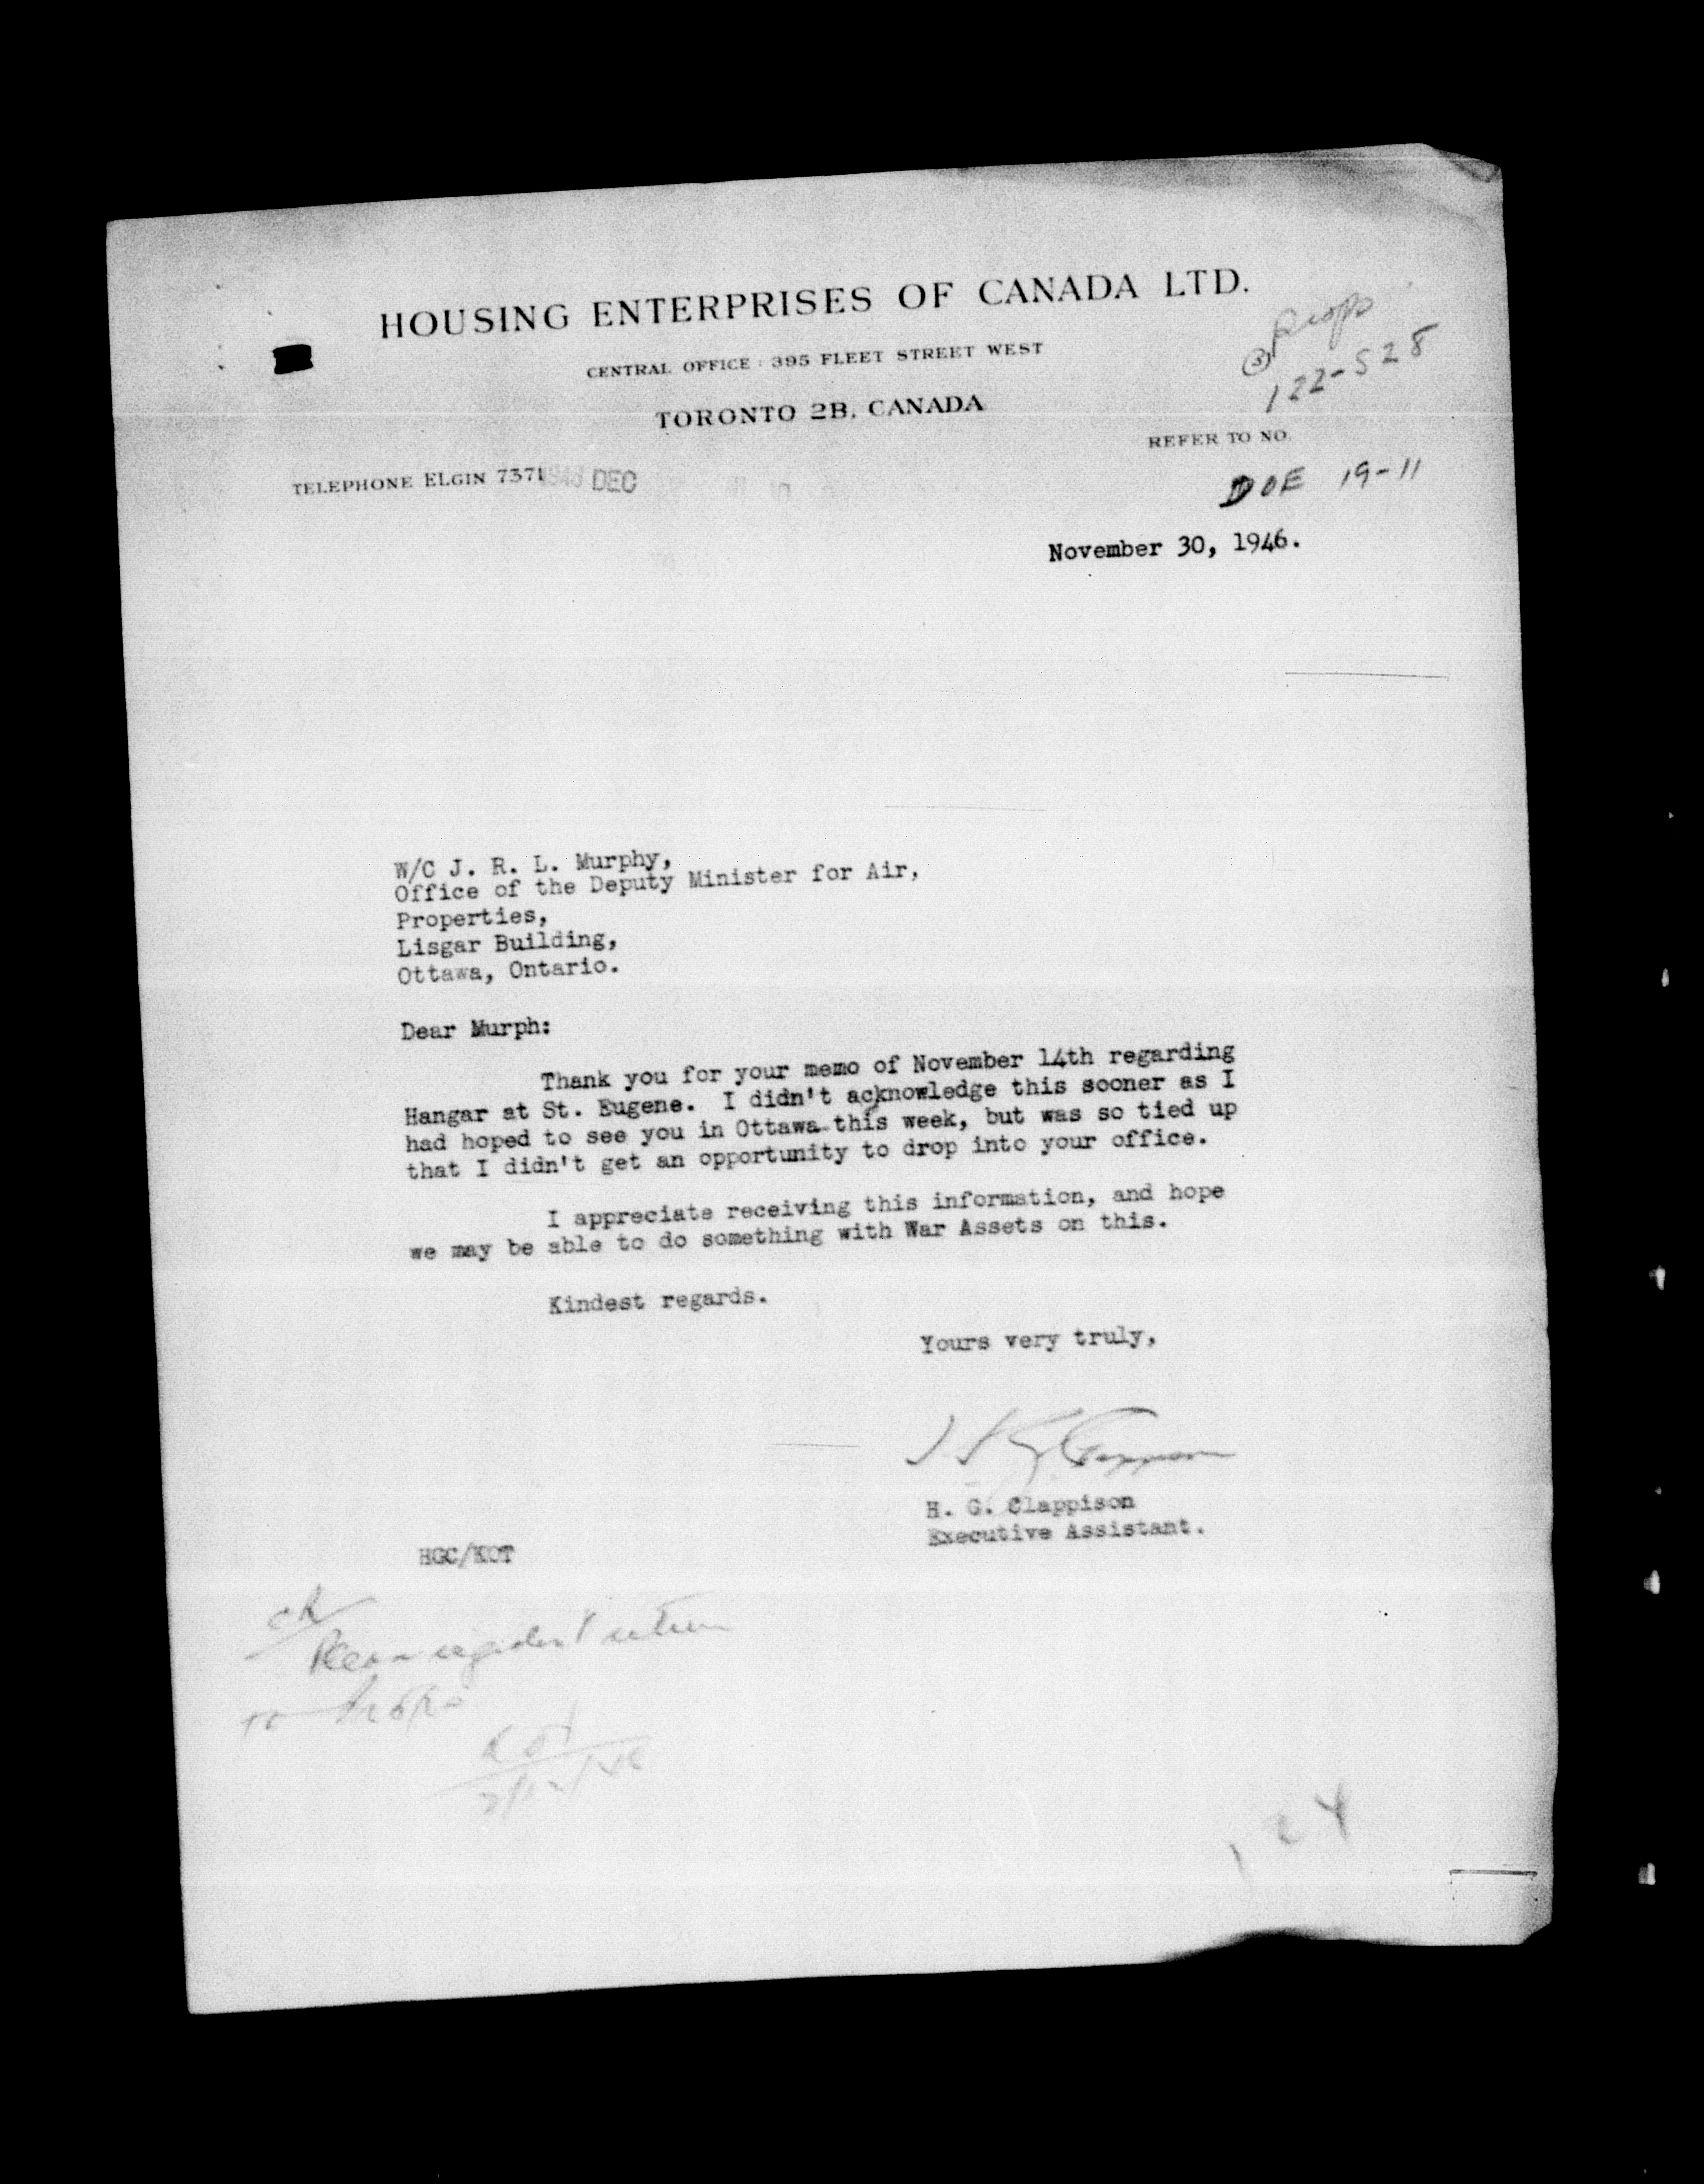 HOUSING ENTERPRISES OF CANADA LTD.
CENTRAL OFFICE : 395 FLEET STREET WEST
TORONTO 2B, CANADA
Props
3
122-528
REFER TO NO.
TELEPHONE ELGIN 7371
DEC
DOE 19-11
November 30, 1946.
W/C J. R. L. Murphy,
Office of the Deputy Minister for Air,
Properties,
Lisgar Building,
Ottawa, Ontario.
Dear Murph:
Thank you for your memo of November 14th regarding
Hangar at St. Eugene. I didn't acknowledge this sooner as I
had hoped to see you in Ottawa this week, but was so tied up
that I didn't get an opportunity to drop into your office.
I appreciate receiving this information, and hope
we may be able to do something with War Assets on this.
Kindest regards.
Yours very truly,
H. G. Clappison
Executive Assistant.
HGC/KOT
124